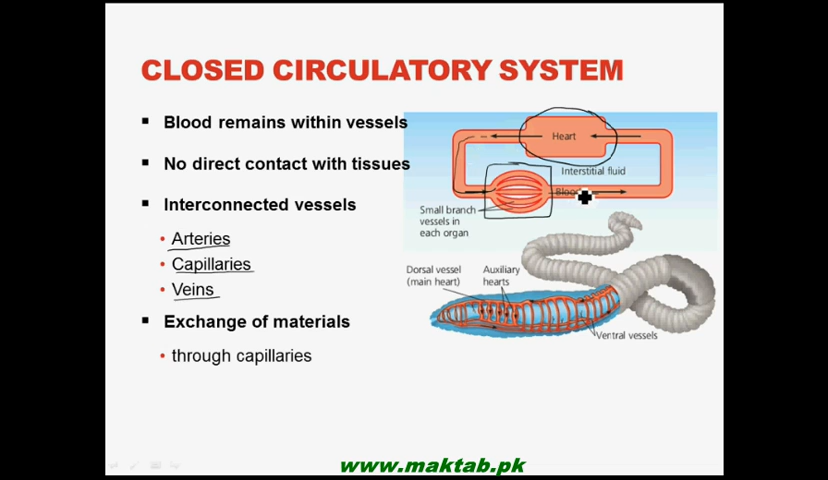 CLOSED CIRCULATORY SYSTEM
Blood remains within vessels
No direct contact with tissues
Interconnected vessels
Arteries
Capillaries
Veins
Exchange of materials
through capillaries
Heart
Interstitial fluid
Small branch
vessels in
each organ
Dorsal vessel
(main heart)
Auxiliary
hearts
Ventral vessels
www.maktab.pk